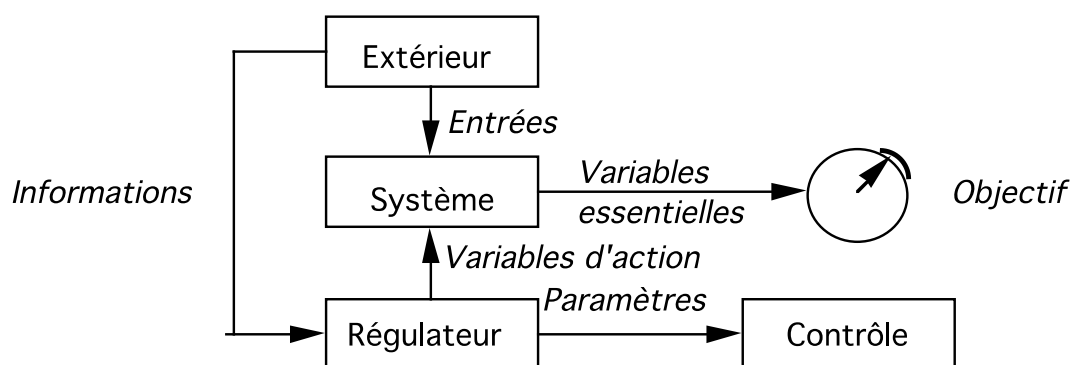 Extérieur
Entrées
Informations
Système
Variables
essentielles
Objectif
Variables d'action
Paramètres
Régulateur
Contrôle